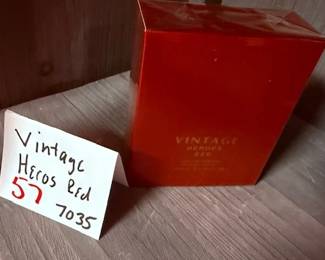 Vintage
Heros Red
57
7035
VINTAGE
HEROES
RED